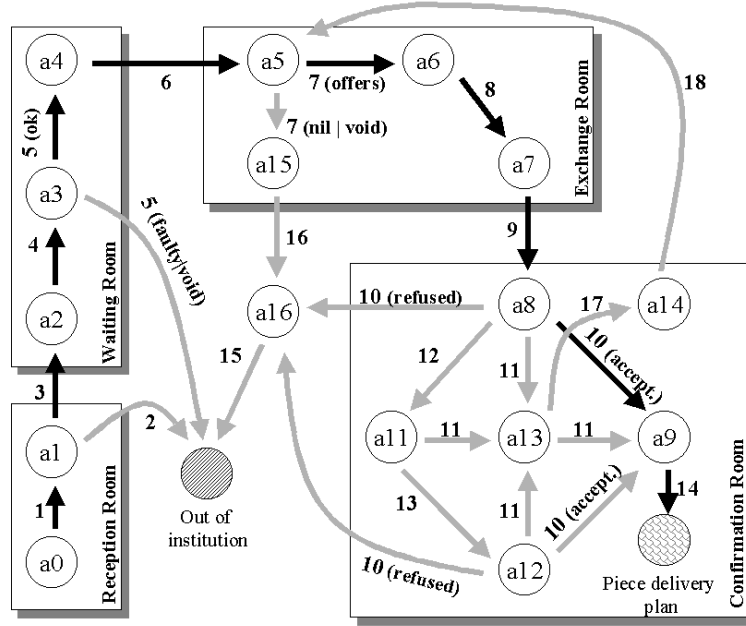 a4
6
a5
7 (offers)
a6
18
8
5 (ok)
7 (nil | void)
a15
a7
Exchange Room
a3
5 (faulty|void)
4
Waiting Room
16
9
a2
a16
10 (refused)
a8
17
a14
3
15
12
11
10 (accept.)
a1
2
a11
11
a13
11
a9
1
Reception Room
Out of
institution
13
11
10 (accept.)
14
a0
10 (refused)
a12
Piece delivery
plan
Confirmation Room